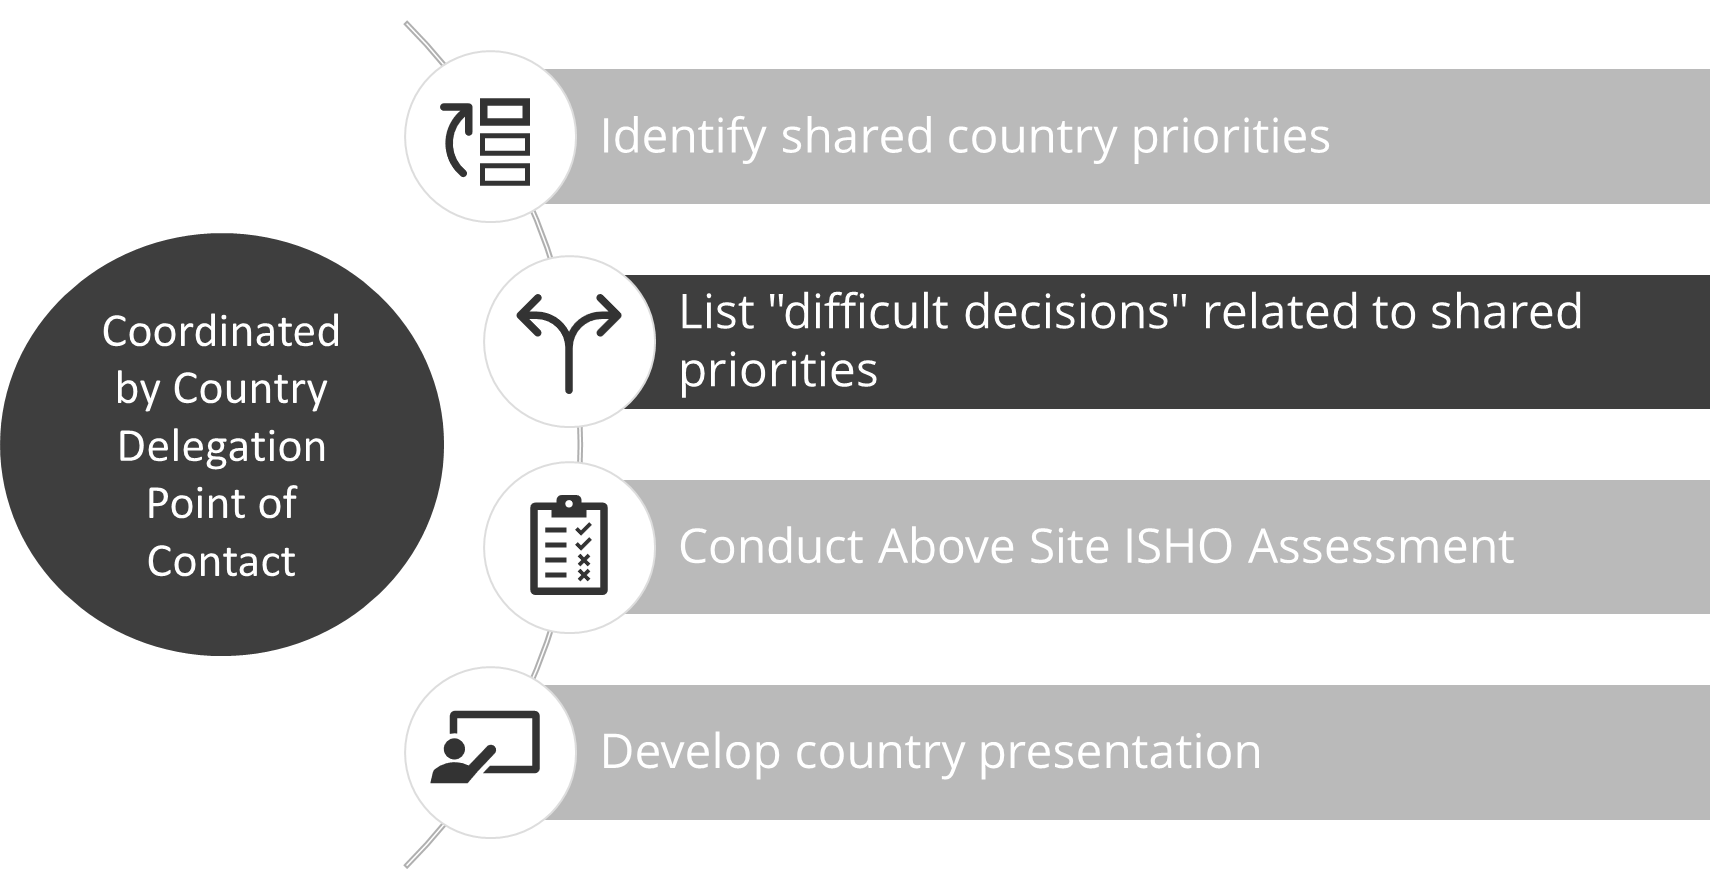 Coordinated
by Country
Delegation
Point of
Contact
Identify shared country priorities
List "difficult decisions" related to shared
priorities
Conduct Above Site ISHO Assessment
Develop country presentation